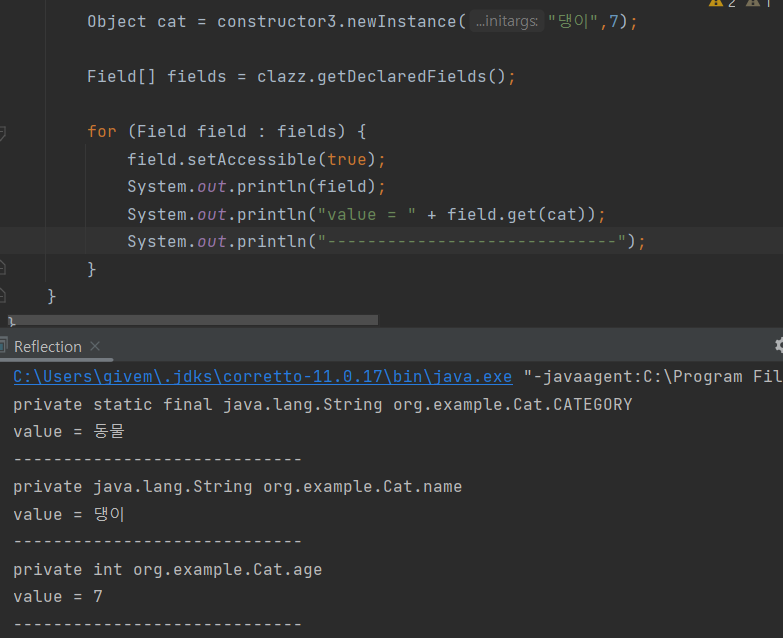 2 1
Object cat = constructor3.newInstance( ...initargs: "댕이",7);
Field[] fields = clazz.getDeclaredFields();
for (Field field : fields) {
field.setAccessible(true);
System.out.println(field);
System.out.println("value = " + field.get(cat));
System.out.println("-----------------------------");
}
}
}
Reflection ×
C:\Users\givem\.jdks\corretto-11.0.17\bin\java.exe "-javaagent:C:\Program Fil
private static final java.lang.String org.example.Cat.CATEGORY
value = 동물
-----------------------------
private java.lang.String org.example.Cat.name
value = 댕이
-----------------------------
private int org.example.Cat.age
value = 7
-----------------------------